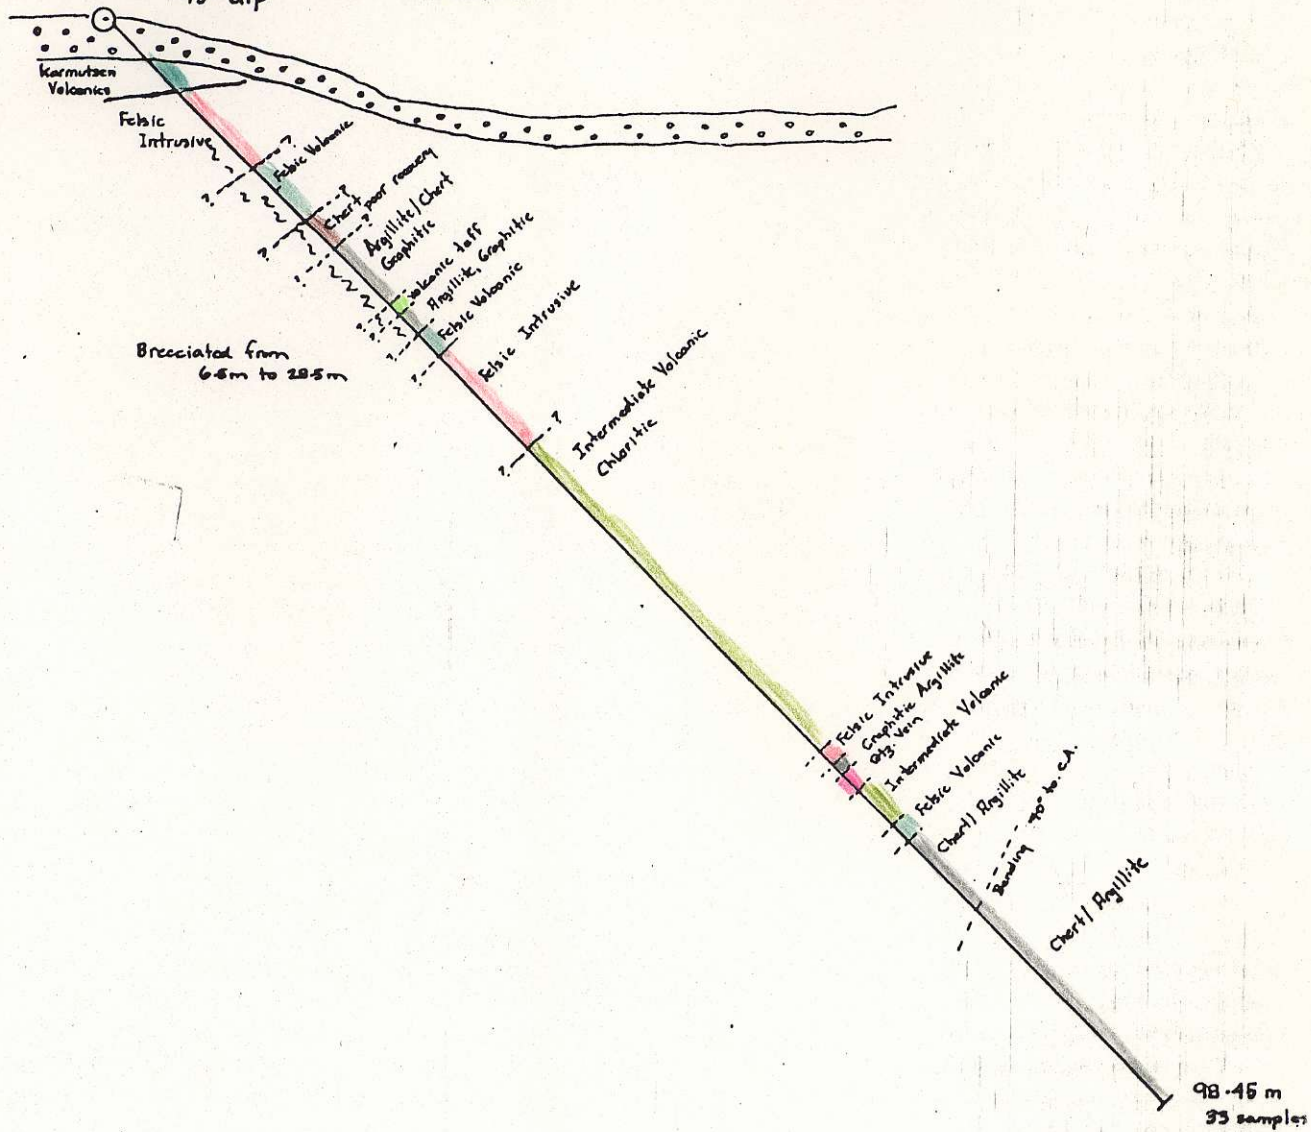 dip
Karmutsen
Volcanics
Felsic
Intrusive
?
?
Felsic Volcanic
?
?
Chert
poor recovery
?
?
Argillite/Chert
Graphitic
Volcanic tuff
Argillite, Graphitic
Felsic Volcanic
?
?
?
?
Felsic Intrusive
Brecciated from
6.5m to 28.5m
?
?
Intermediate Volcanic
Chloritic
Felsic Intrusive
Graphitic Argillite
Qtz. Vein
Intermediate Volcanic
Felsic Volcanic
Chert/Argillite
Banding to C.A.
Chert/Argillite
98.45 m
33 samples